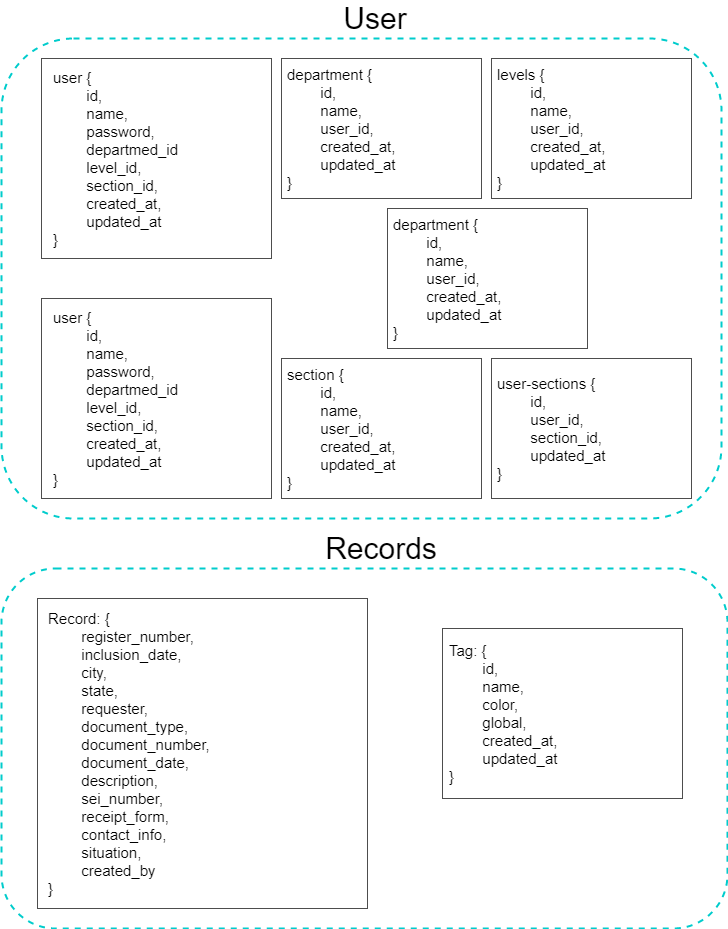 User
user {
id,
name,
password,
departmed_id
level_id,
section_id,
created_at,
updated_at
}
department {
id,
name,
user_id,
created_at,
updated_at
}
levels {
id,
name,
user_id,
created_at,
updated_at
}
department {
id,
name,
user_id,
created_at,
updated_at
}
user {
id,
name,
password,
departmed_id
level_id,
section_id,
created_at,
updated_at
}
section {
id,
name,
user_id,
created_at,
updated_at
}
user-sections {
id,
user_id,
section_id,
updated_at
}
Records
Record: {
register_number,
inclusion_date,
city,
state,
requester,
document_type,
document_number,
document_date,
description,
sei_number,
receipt_form,
contact_info,
situation,
created_by
}
Tag: {
id,
name,
color,
global,
created_at,
updated_at
}